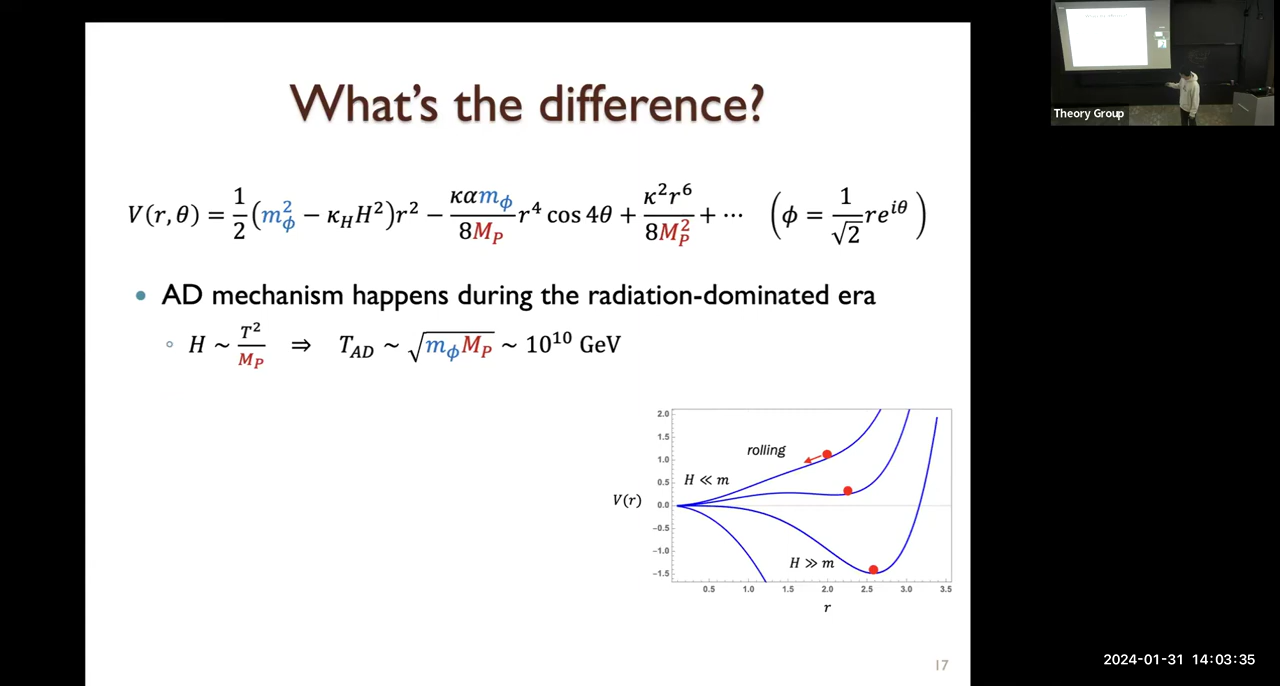 What's the difference?
Theory Group
V(r, θ) = 1/2 (m_ϕ^2 − κ_H H^2)r^2 − καm_ϕ/8M_P r^4 cos 4θ + κ^2 r^6/8M_P^2 + ⋯ (ϕ = 1/√2 re^{iθ})
• AD mechanism happens during the radiation-dominated era
◦ H ~ T^2/M_P ⇒ T_AD ~ √(m_ϕ M_P) ~ 10^10 GeV
2.0
1.5
rolling
1.0
H ≪ m
0.5
V(r)
0.0
−0.5
−1.0
H ≫ m
−1.5
0.5 1.0 1.5 2.0 2.5 3.0 3.5
r
17
2024-01-31 14:03:35